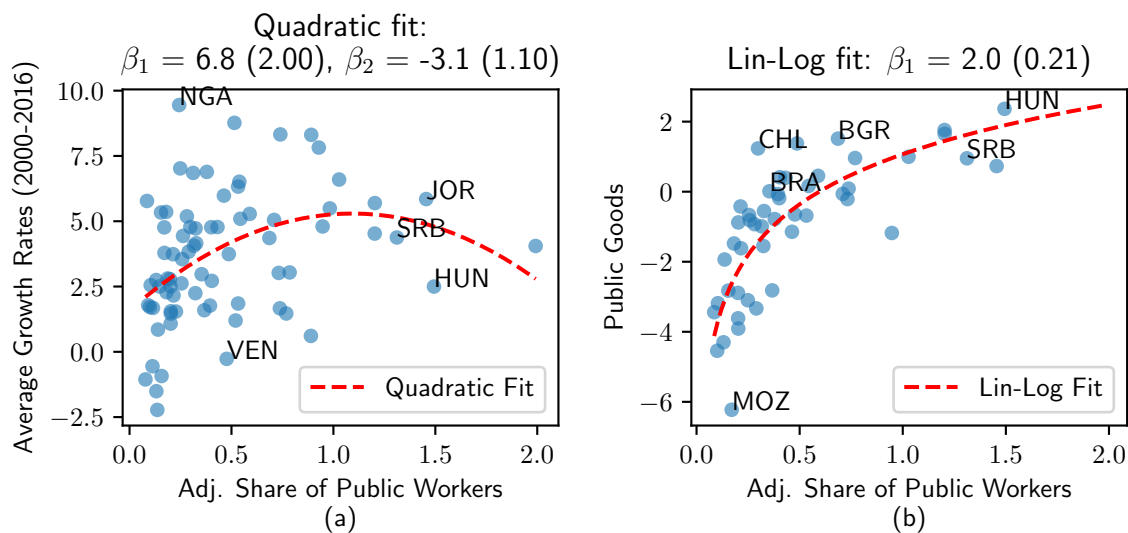 Quadratic fit:
β₁ = 6.8 (2.00), β₂ = -3.1 (1.10)
Average Growth Rates (2000-2016)
10.0
7.5
5.0
2.5
0.0
−2.5
NGA
JOR
SRB
HUN
VEN
Quadratic Fit
0.0 0.5 1.0 1.5 2.0
Adj. Share of Public Workers
(a)
Lin-Log fit: β₁ = 2.0 (0.21)
Public Goods
2
0
−2
−4
−6
HUN
CHL
BGR
SRB
BRA
MOZ
Lin-Log Fit
0.0 0.5 1.0 1.5 2.0
Adj. Share of Public Workers
(b)